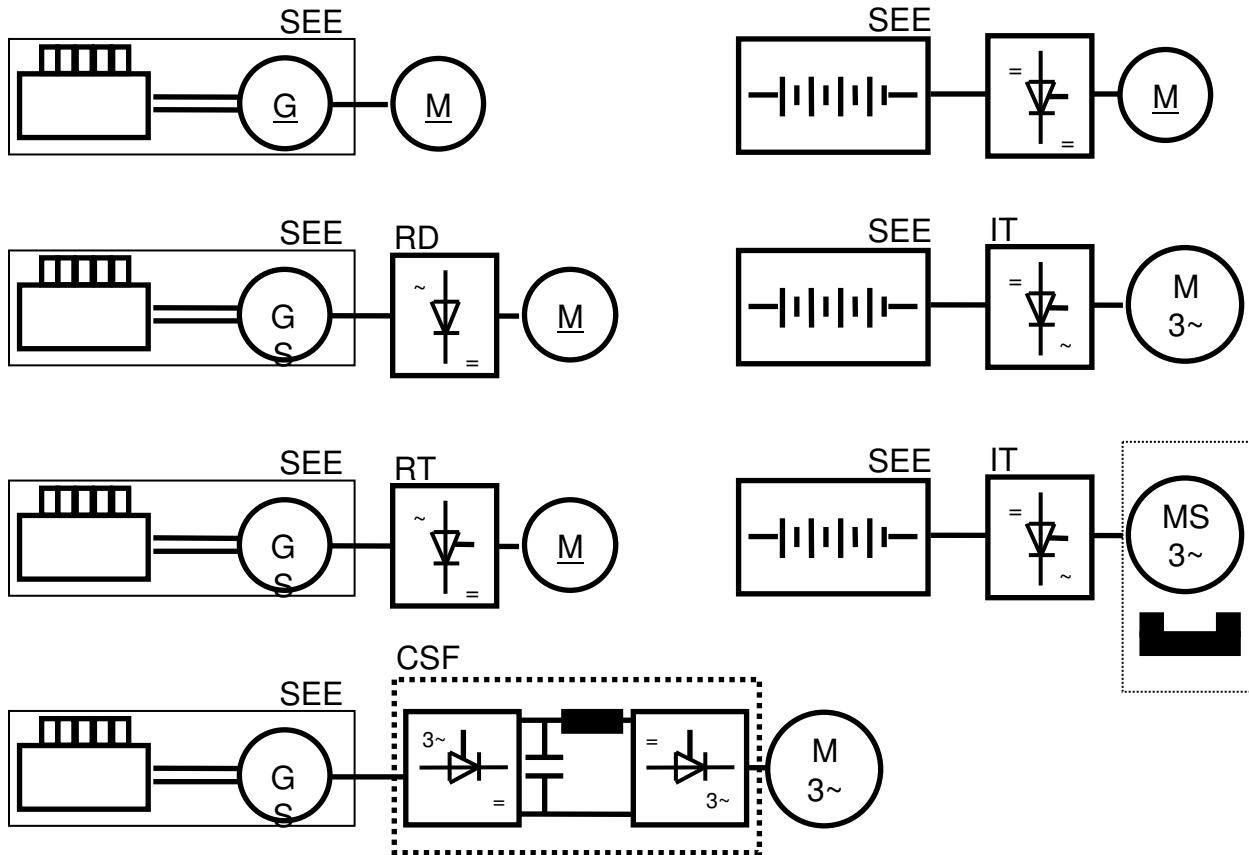 SEE
G
M
SEE
=
=
M
SEE
G
S
RD
~
=
M
SEE
IT
=
~
M
3~
SEE
G
S
RT
~
=
M
SEE
IT
=
~
MS
3~
SEE
G
S
CSF
3~
=
=
3~
M
3~